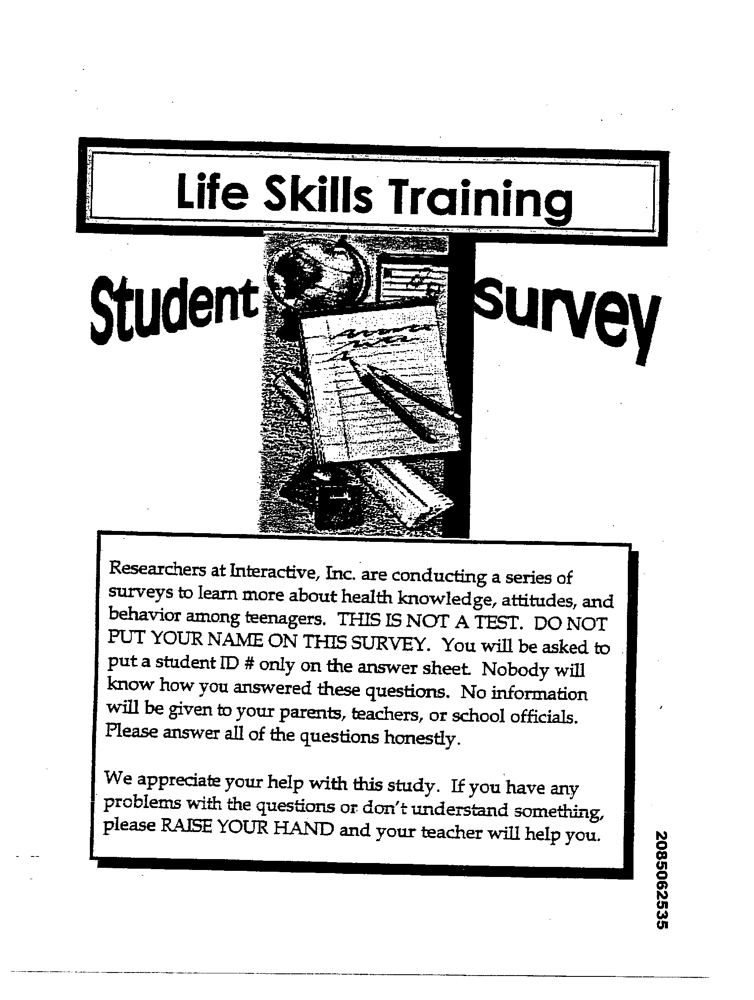 Life Skills Training
Student Survey
Researchers at Interactive, Inc. are conducting a series of
surveys to learn more about health knowledge, attitudes, and
behavior among teenagers. THIS IS NOT A TEST. DO NOT
PUT YOUR NAME ON THIS SURVEY. You will be asked to
put a student ID # only on the answer sheet. Nobody will
know how you answered these questions. No information
will be given to your parents, teachers, or school officials.
Please answer all of the questions honestly.
We appreciate your help with this study. If you have any
problems with the questions or don't understand something,
please RAISE YOUR HAND and your teacher will help you.
2085062535